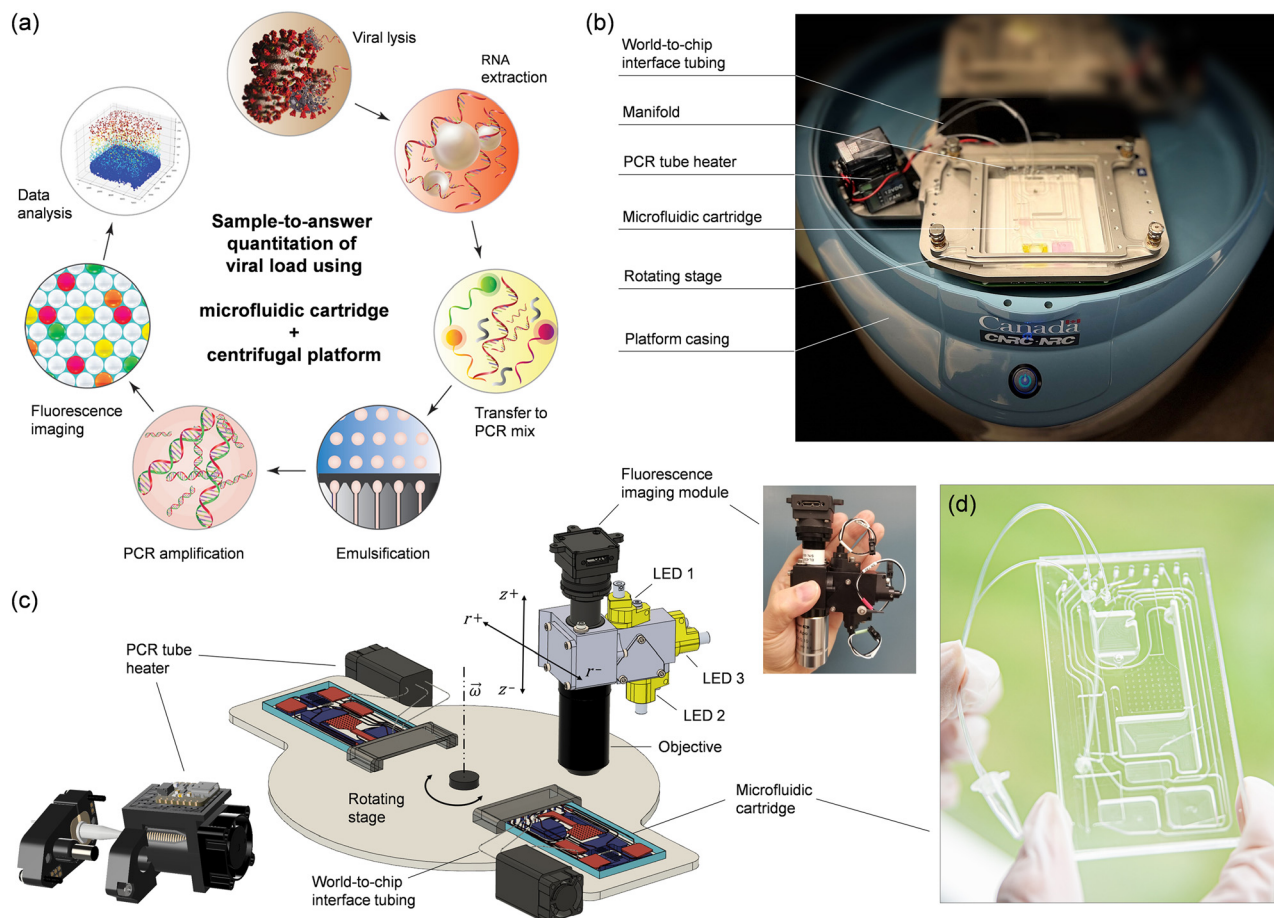 (a)
Viral lysis
RNA
extraction
Transfer to
PCR mix
Emulsification
PCR amplification
Fluorescence
imaging
Data
analysis
Sample-to-answer
quantitation of
viral load using
microfluidic cartridge
+
centrifugal platform
(b)
World-to-chip
interface tubing
Manifold
PCR tube heater
Microfluidic cartridge
Rotating stage
Platform casing
Canada
CNRC·NRC
(c)
PCR tube
heater
Rotating
stage
World-to-chip
interface tubing
Fluorescence
imaging module
LED 1
LED 3
LED 2
Objective
Microfluidic
cartridge
z+
r+
r−
z−
ω⃗
(d)